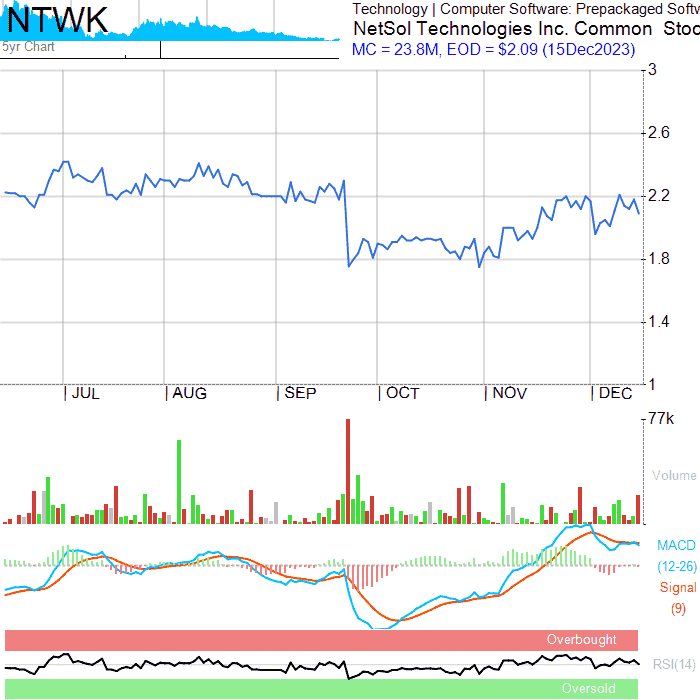 NTWK
5yr Chart
Technology | Computer Software: Prepackaged Softw
NetSol Technologies Inc. Common Stoc
MC = 23.8M, EOD = $2.09 (15Dec2023)
3
2.6
2.2
1.8
1.4
1
JUL AUG SEP OCT NOV DEC
77k
Volume
MACD
(12-26)
Signal
(9)
Overbought
RSI(14)
Oversold